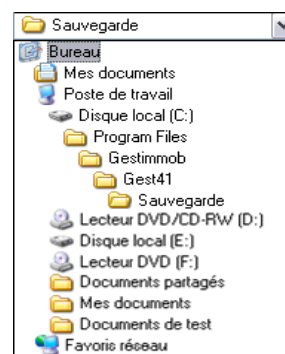 Sauvegarde
Bureau
Mes documents
Poste de travail
Disque local (C:)
Program Files
Gestimmob
Gest41
Sauvegarde
Lecteur DVD/CD-RW (D:)
Disque local (E:)
Lecteur DVD (F:)
Documents partagés
Mes documents
Documents de test
Favoris réseau